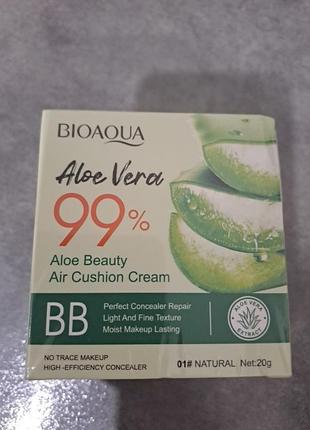 BIOAQUA
Aloe Vera
99%
Aloe Beauty
Air Cushion Cream
BB
Perfect Concealer Repair
Light And Fine Texture
Moist Makeup Lasting
ALOE VERA
EXTRACT
NO TRACE MAKEUP
HIGH -EFFICIENCY CONCEALER
01# NATURAL Net:20g